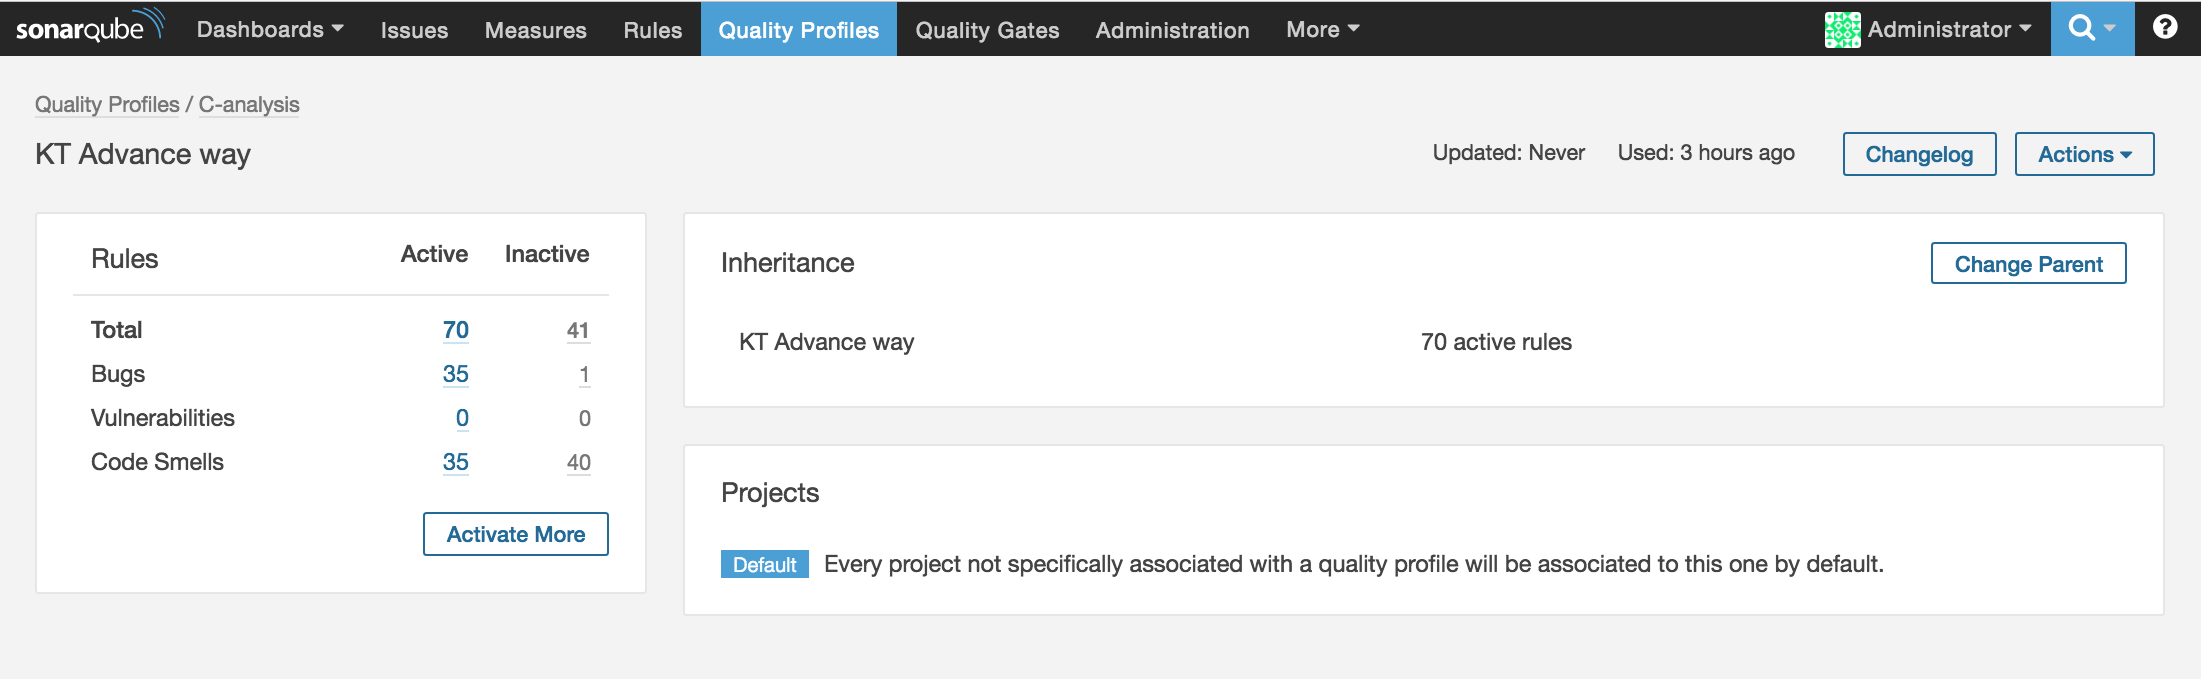 sonarqube Dashboards Issues Measures Rules Quality Profiles Quality Gates Administration More Administrator ?
Quality Profiles / C-analysis
KT Advance way
Updated: Never Used: 3 hours ago Changelog Actions
Rules Active Inactive
Total 70 41
Bugs 35 1
Vulnerabilities 0 0
Code Smells 35 40
Activate More
Inheritance Change Parent
KT Advance way 70 active rules
Projects
Default Every project not specifically associated with a quality profile will be associated to this one by default.